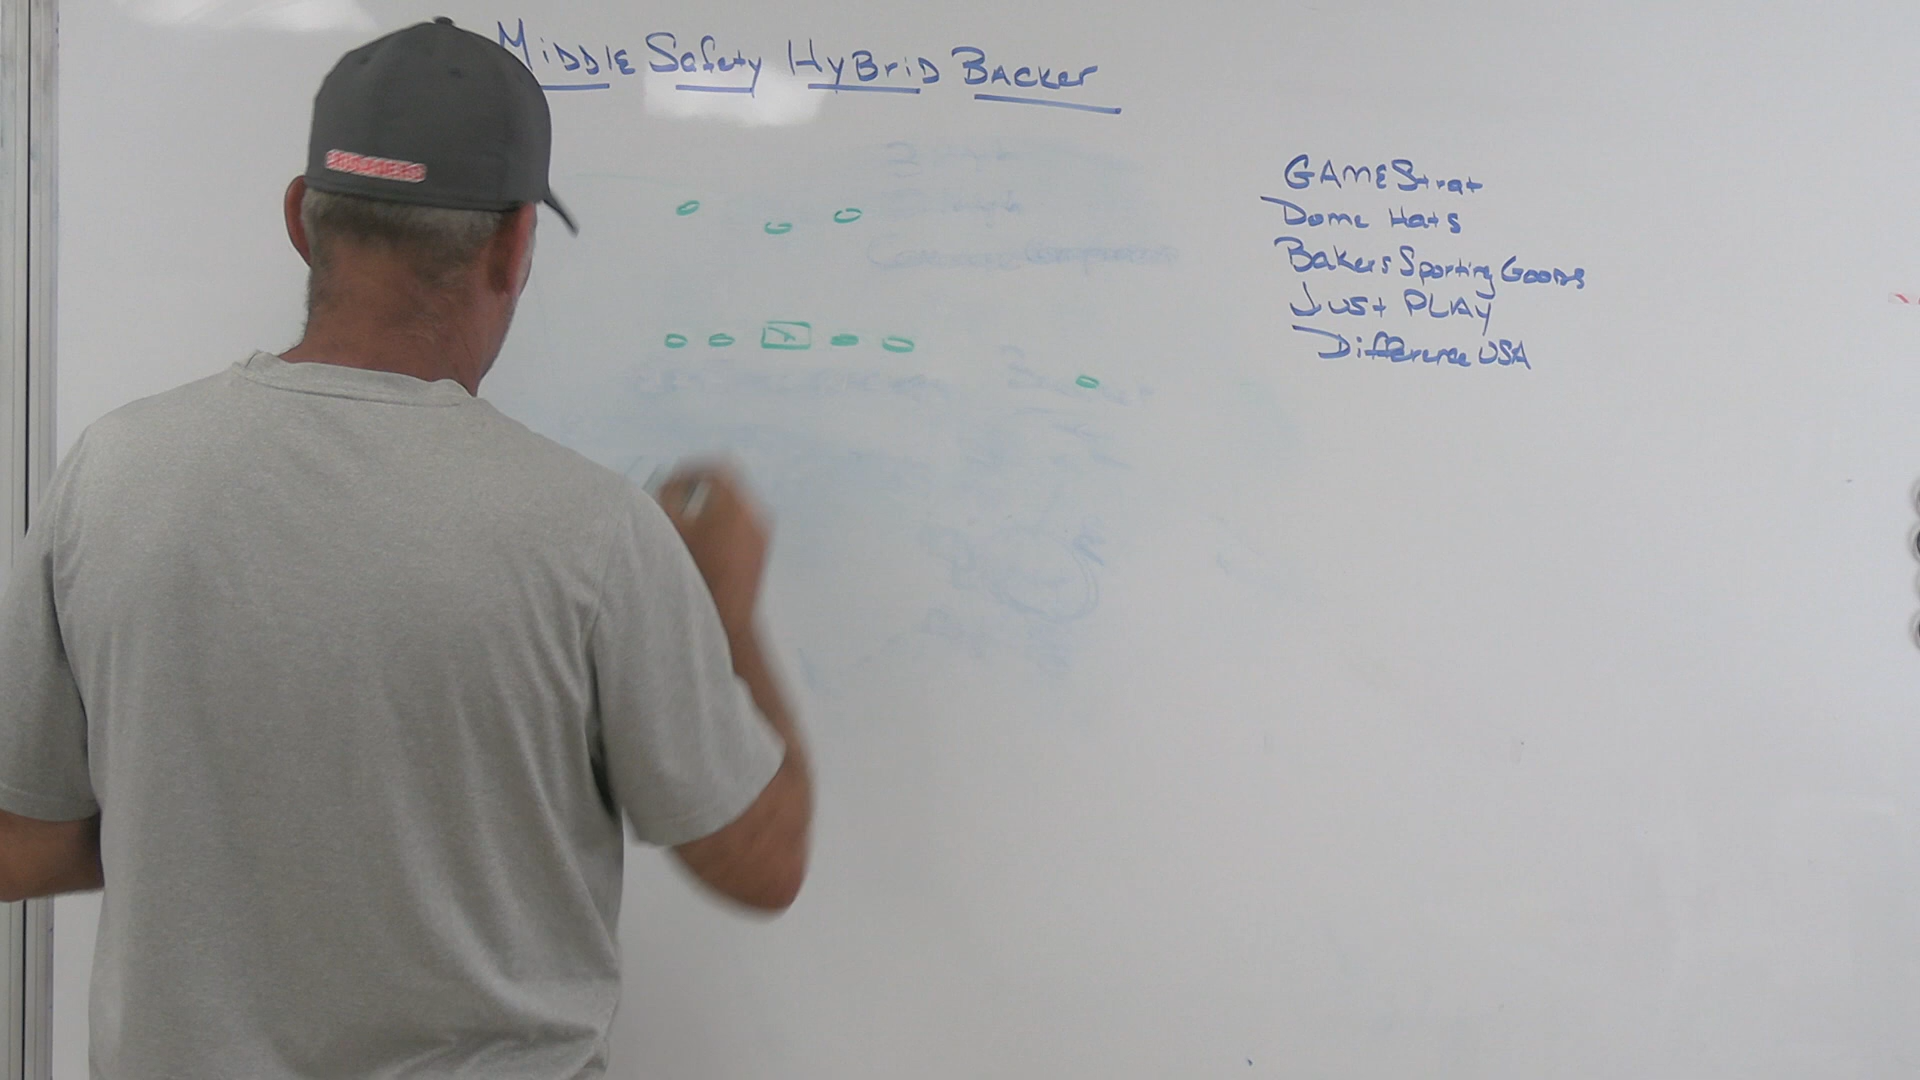 MiDDlE Safety HyBriD BAcker
GAMEStrat
Dome Hats
Bakers Sporting Goods
Just PLAY
Difference USA